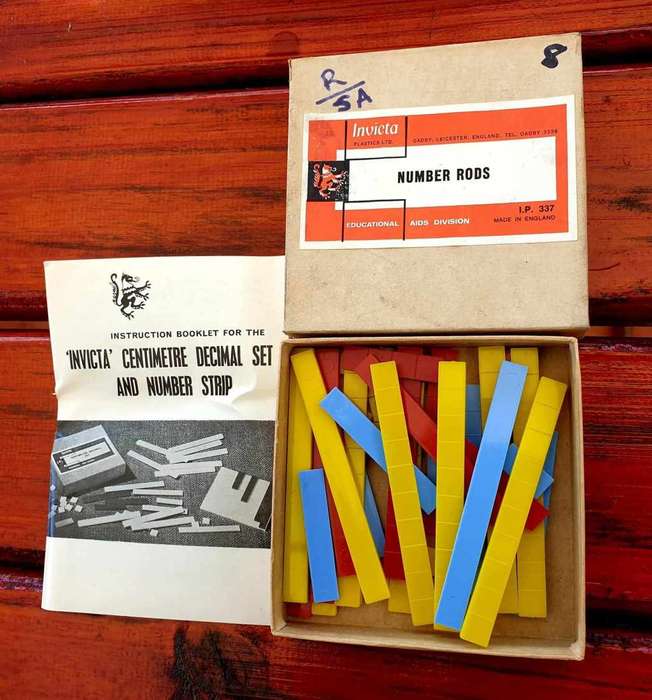 8
R/5A
Invicta
PLASTICS LTD.
OADBY, LEICESTER, ENGLAND. TEL. OADBY 3338
NUMBER RODS
I.P. 337
MADE IN ENGLAND
EDUCATIONAL AIDS DIVISION
INSTRUCTION BOOKLET FOR THE
'INVICTA' CENTIMETRE DECIMAL SET
AND NUMBER STRIP